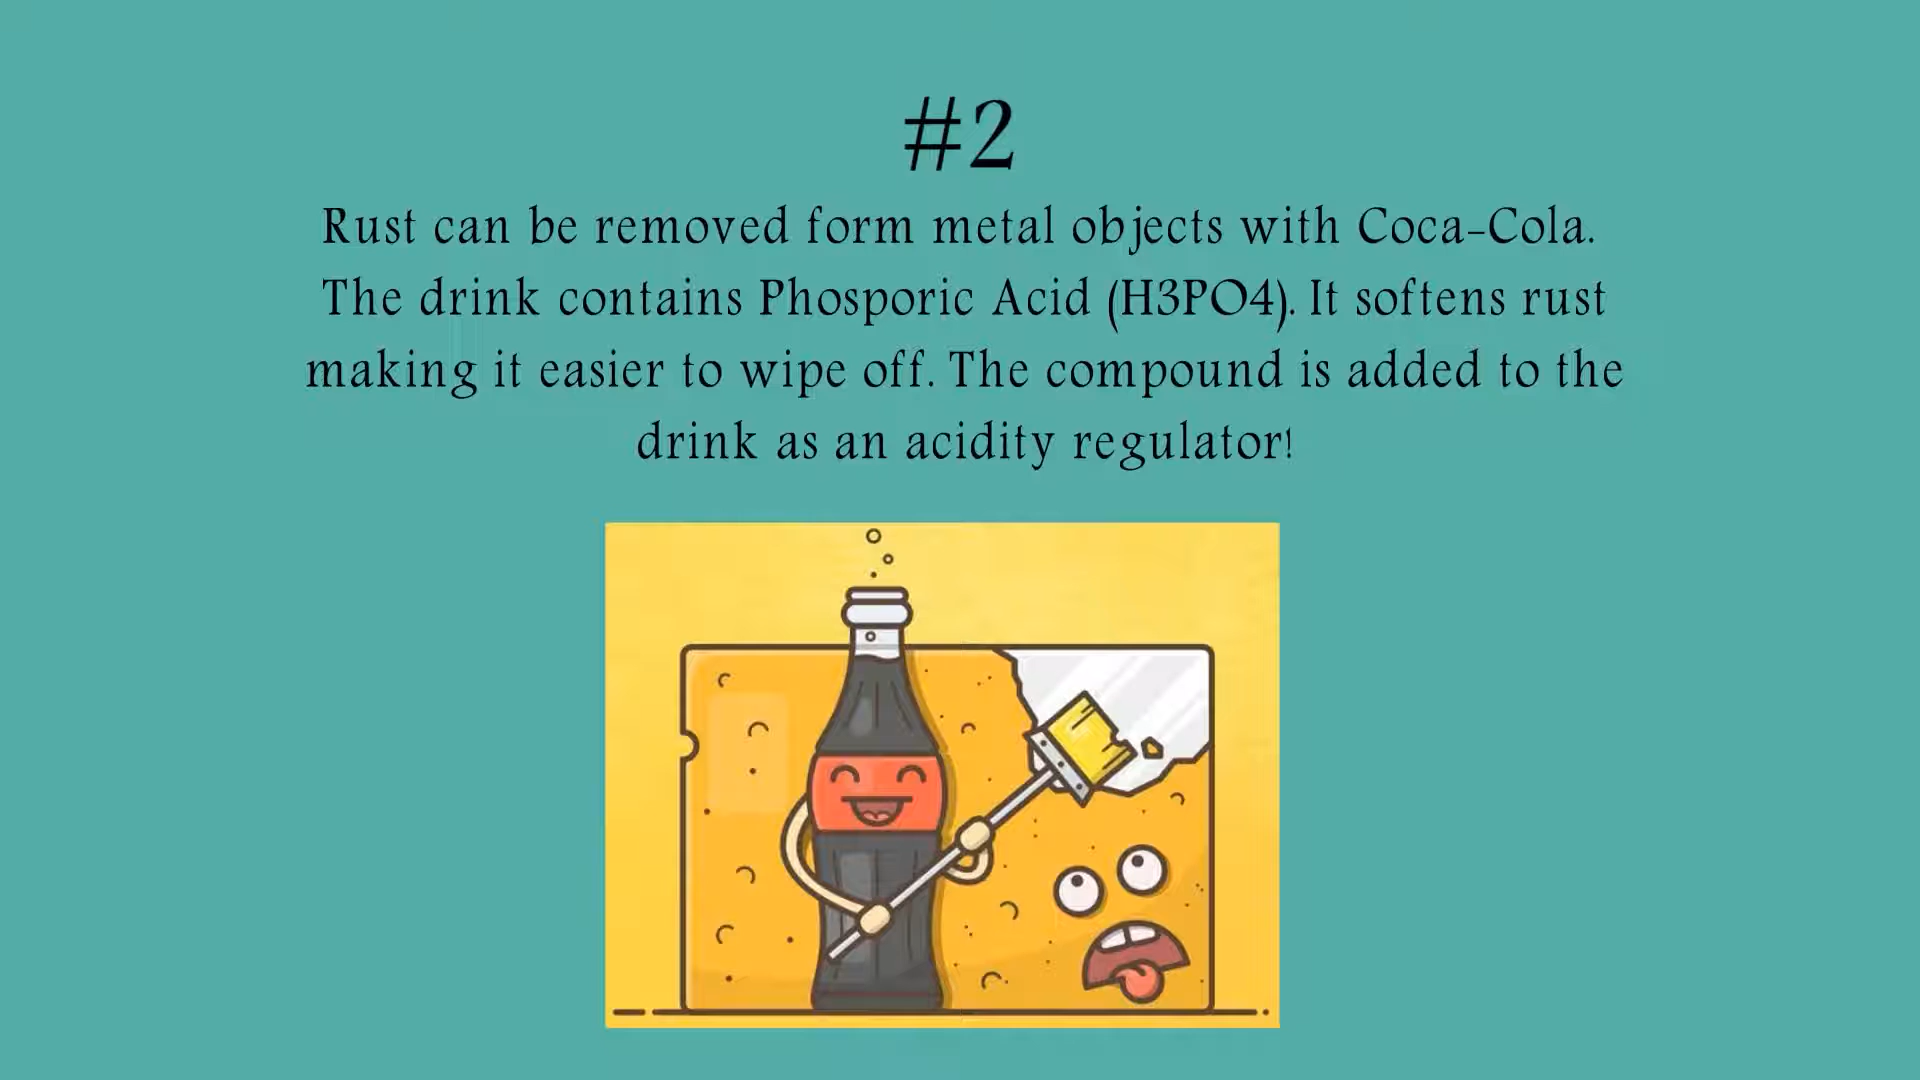 #2
Rust can be removed form metal objects with Coca-Cola.
The drink contains Phosporic Acid (H3PO4). It softens rust
making it easier to wipe off. The compound is added to the
drink as an acidity regulator!